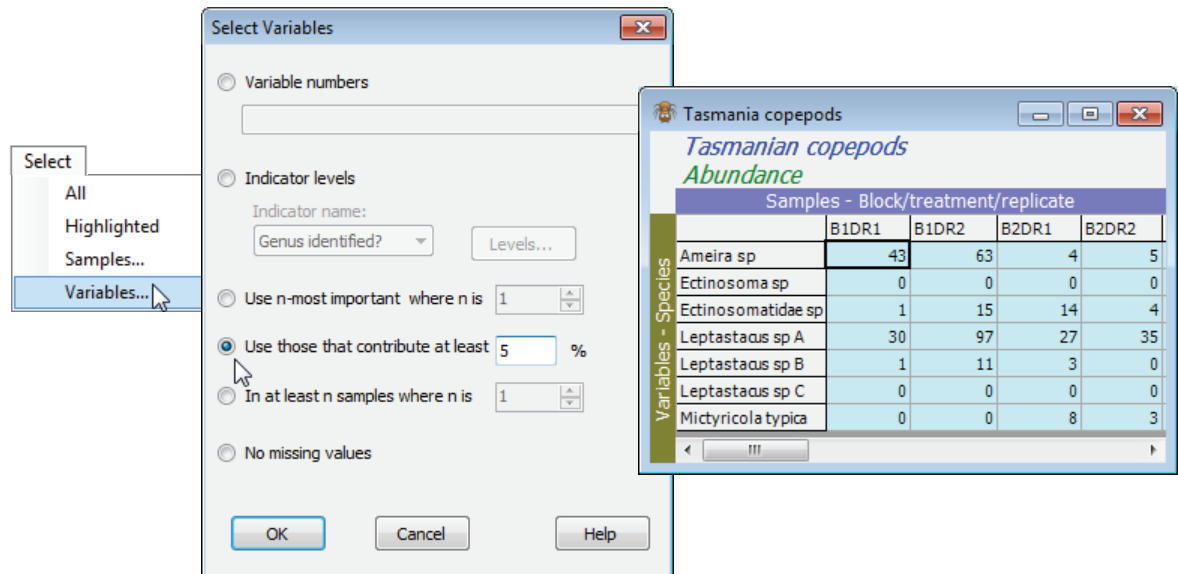 Select
All
Highlighted
Samples...
Variables...
Select Variables
Variable numbers
Indicator levels
Indicator name:
Genus identified?
Levels...
Use n-most important where n is 1
Use those that contribute at least 5 %
In at least n samples where n is 1
No missing values
OK Cancel Help
Tasmania copepods
Tasmanian copepods
Abundance
Samples - Block/treatment/replicate
Variables - Species
B1DR1 B1DR2 B2DR1 B2DR2
Ameira sp 43 63 4 5
Ectinosoma sp 0 0 0 0
Ectinosomatidae sp 1 15 14 4
Leptastacus sp A 30 97 27 35
Leptastacus sp B 1 11 3 0
Leptastacus sp C 0 0 0 0
Mictyricola typica 0 0 8 3